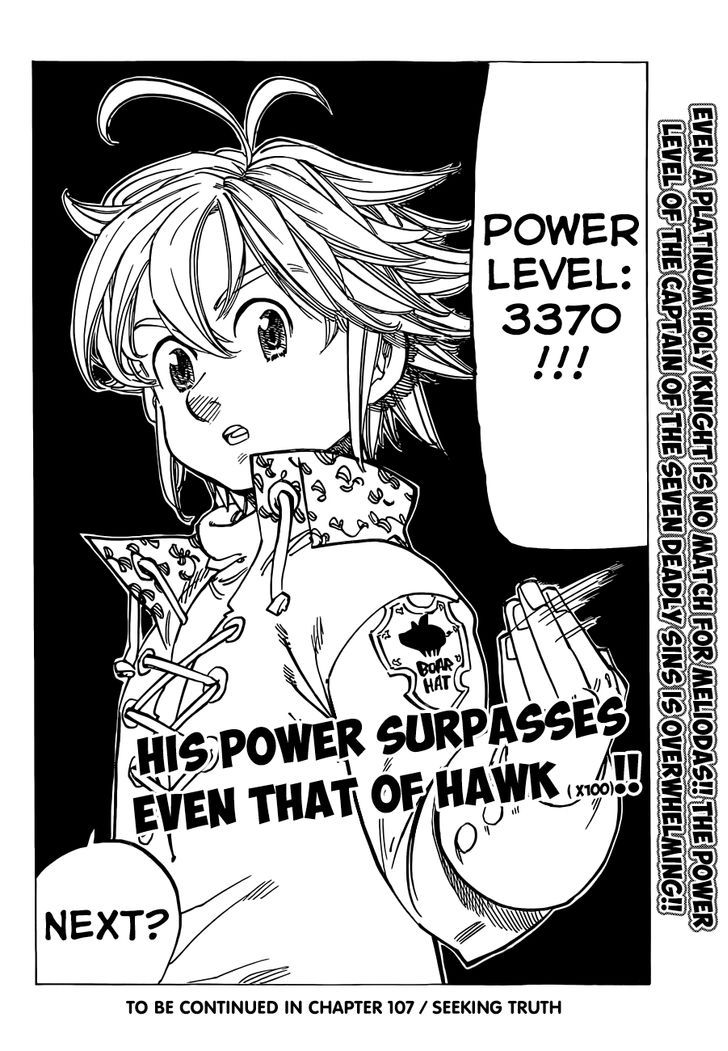 POWER
LEVEL:
3370
!!!
EVEN A PLATINUM HOLY KNIGHT IS NO MATCH FOR MELIODAS!! THE POWER
LEVEL OF THE CAPTAIN OF THE SEVEN DEADLY SINS IS OVERWHELMING!!
BOAR
HAT
HIS POWER SURPASSES
EVEN THAT OF HAWK (X100)!!
NEXT?
TO BE CONTINUED IN CHAPTER 107 / SEEKING TRUTH